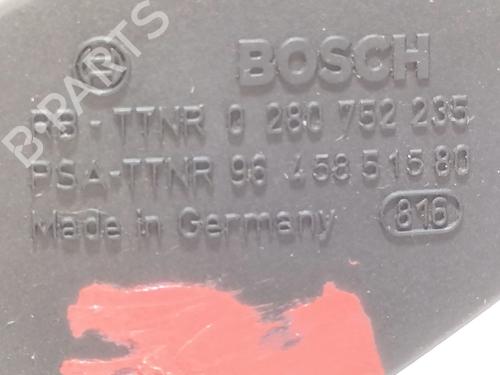 BOSCH
RB - TTNR 0 280 752 235
PSA-TTNR 96 458 515 80
Made in Germany 816
B-PARTS